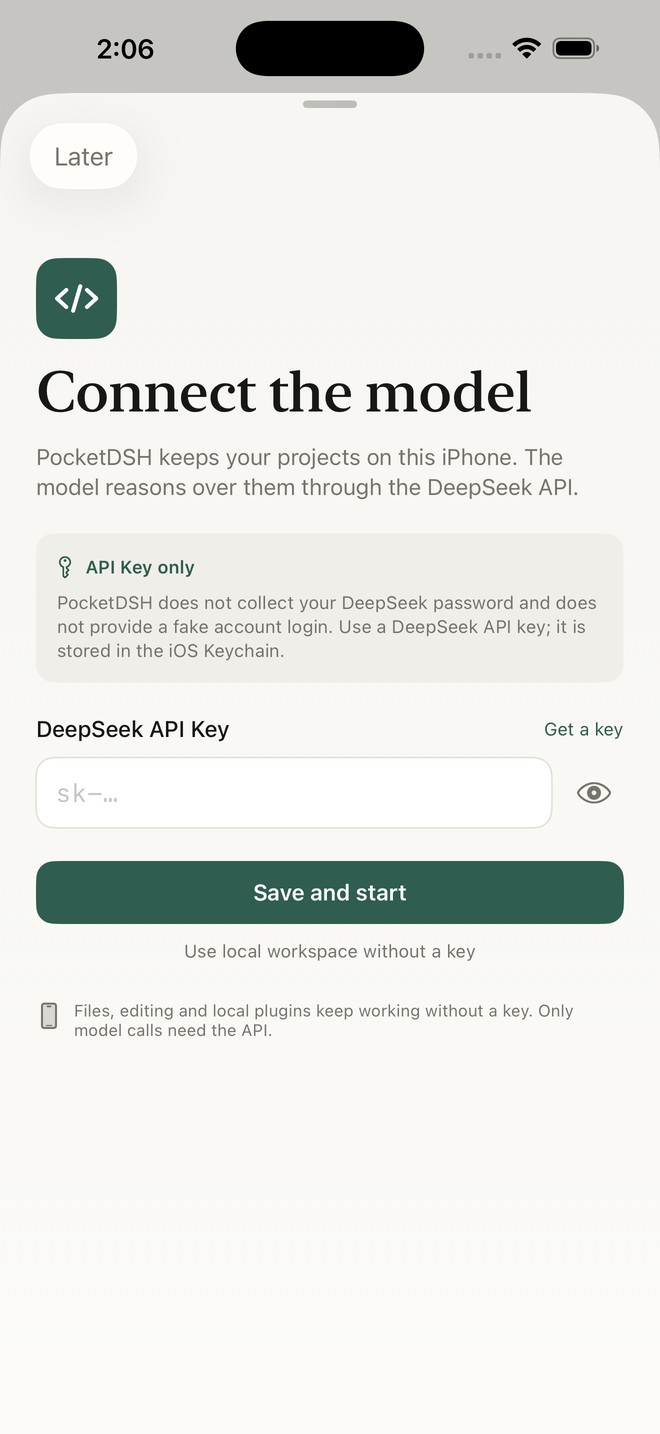 2:06
Later
</>
Connect the model
PocketDSH keeps your projects on this iPhone. The
model reasons over them through the DeepSeek API.
API Key only
PocketDSH does not collect your DeepSeek password and does
not provide a fake account login. Use a DeepSeek API key; it is
stored in the iOS Keychain.
DeepSeek API Key
Get a key
sk-…
Save and start
Use local workspace without a key
Files, editing and local plugins keep working without a key. Only
model calls need the API.